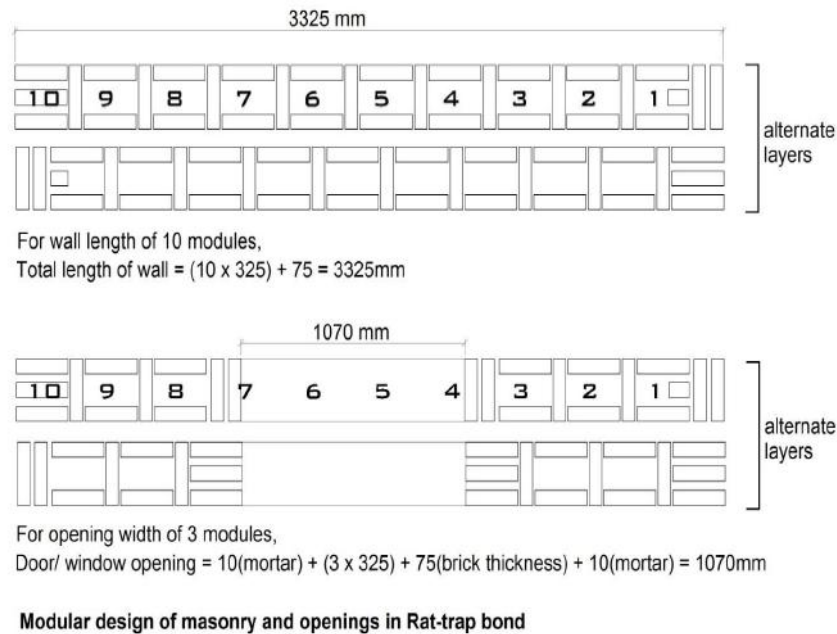 3325 mm
10 9 8 7 6 5 4 3 2 1
alternate
layers
For wall length of 10 modules,
Total length of wall = (10 x 325) + 75 = 3325mm
1070 mm
10 9 8 7 6 5 4 3 2 1
alternate
layers
For opening width of 3 modules,
Door/ window opening = 10(mortar) + (3 x 325) + 75(brick thickness) + 10(mortar) = 1070mm
Modular design of masonry and openings in Rat-trap bond